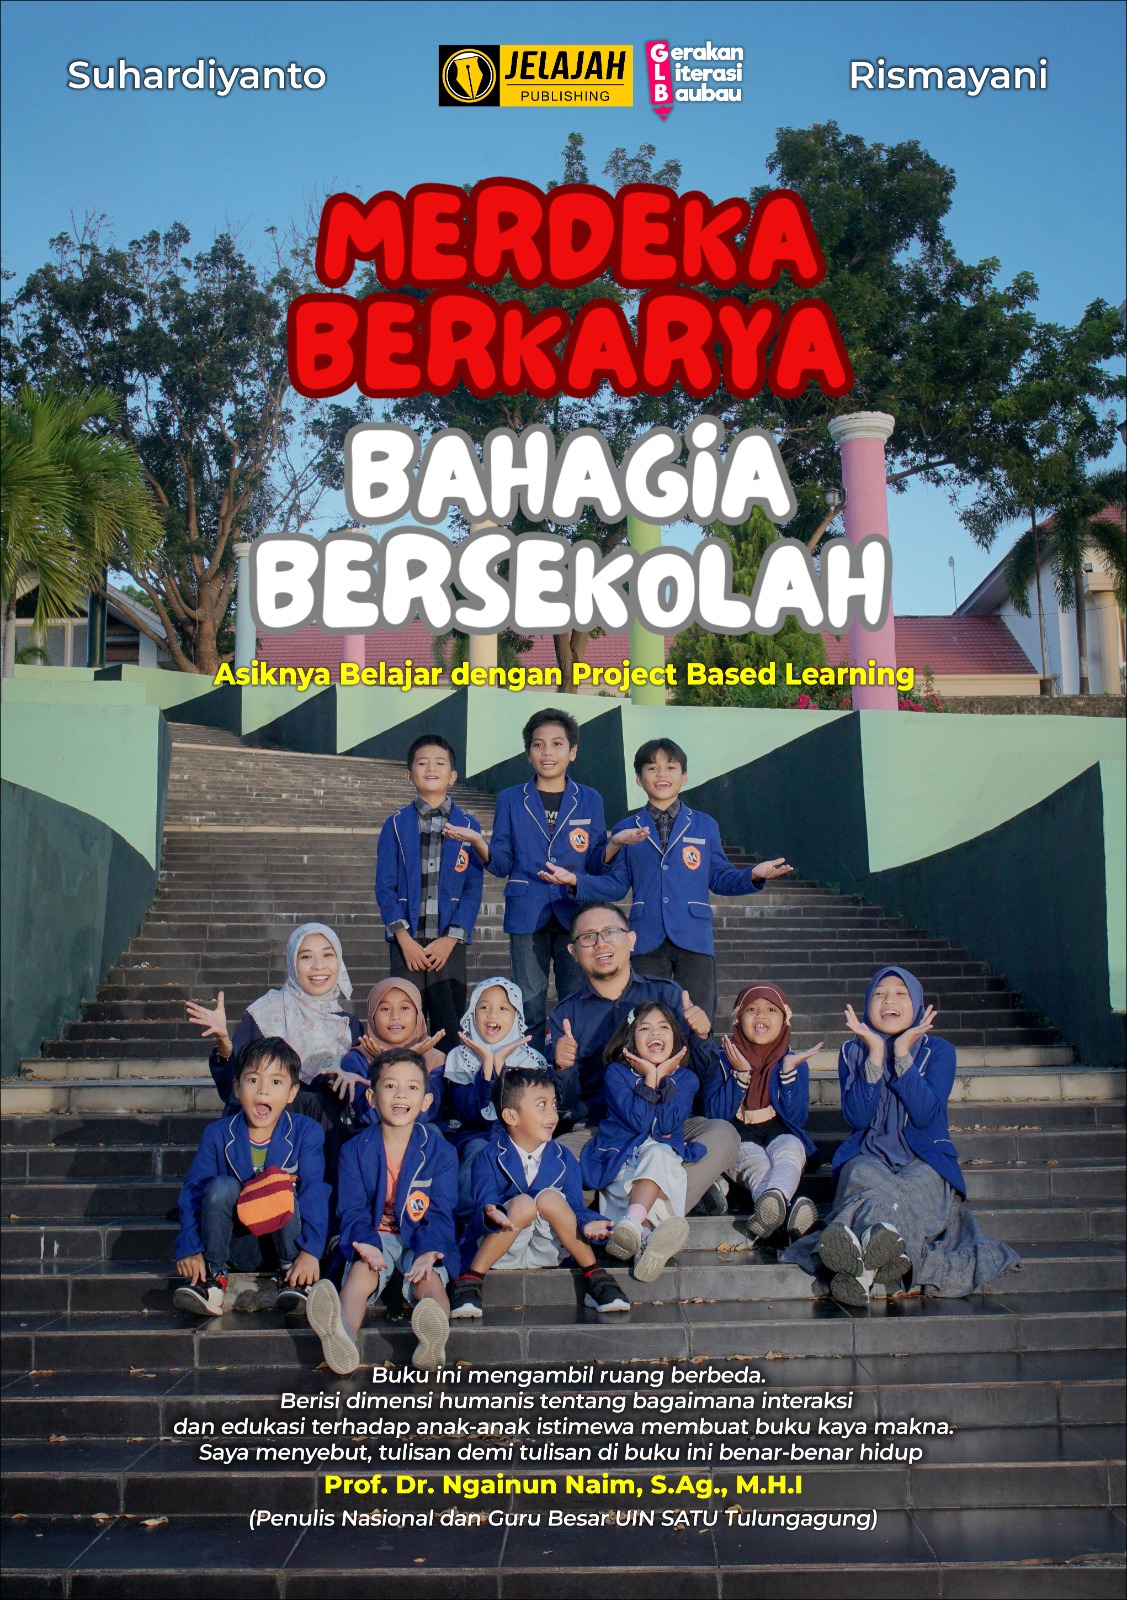 Suhardiyanto
JELAJAH
PUBLISHING
Gerakan
Literasi
Baubau
Rismayani
MERDEKA
BERKARYA
BAHAGiA
BERSEKOLAH
Asiknya Belajar dengan Project Based Learning
Buku ini mengambil ruang berbeda.
Berisi dimensi humanis tentang bagaimana interaksi
dan edukasi terhadap anak-anak istimewa membuat buku kaya makna.
Saya menyebut, tulisan demi tulisan di buku ini benar-benar hidup
Prof. Dr. Ngainun Naim, S.Ag., M.H.I
(Penulis Nasional dan Guru Besar UIN SATU Tulungagung)